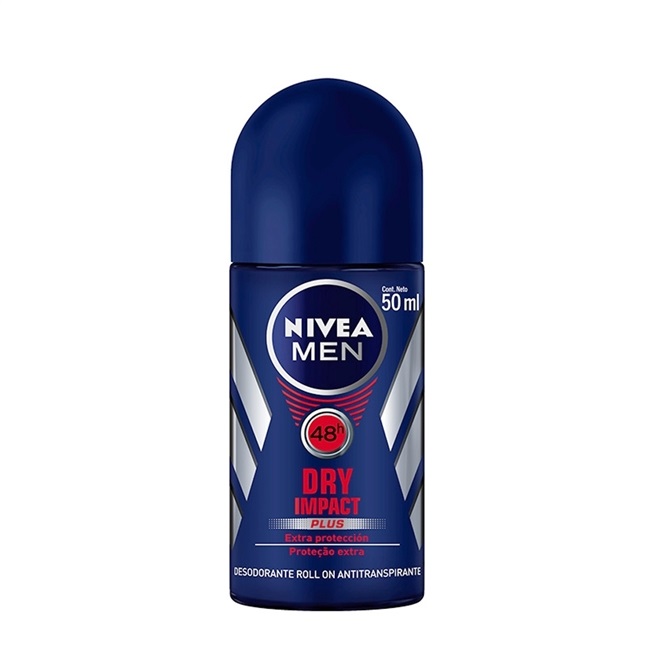 Cont. Neto
50 ml
NIVEA
MEN
48h
DRY
IMPACT
PLUS
Extra protección
Proteção extra
DESODORANTE ROLL ON ANTITRANSPIRANTE